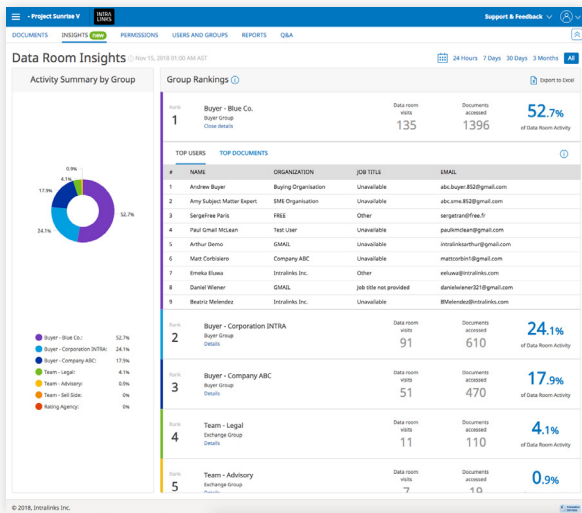 - Project Sunrise V
INTRA
LINKS
Support & Feedback
DOCUMENTS INSIGHTS new PERMISSIONS USERS AND GROUPS REPORTS Q&A
Data Room Insights Nov 15, 2018 01:00 AM AST
24 Hours 7 Days 30 Days 3 Months All
Activity Summary by Group
0.9%
4.1%
17.9%
52.7%
24.1%
Buyer - Blue Co.: 52.7%
Buyer - Corporation INTRA: 24.1%
Buyer - Company ABC: 17.9%
Team - Legal: 4.1%
Team - Advisory: 0.9%
Team - Sell Side: 0%
Rating Agency: 0%
Group Rankings
Export to Excel
Rank
1
Buyer - Blue Co.
Buyer Group
Close details
Data room
visits
135
Documents
accessed
1396
52.7%
of Data Room Activity
TOP USERS TOP DOCUMENTS
# NAME ORGANIZATION JOB TITLE EMAIL
1 Andrew Buyer Buying Organisation Unavailable abc.buyer.852@gmail.com
2 Amy Subject Matter Expert SME Organisation Unavailable abc.sme.852@gmail.com
3 SergeFree Paris FREE Other sergetran@free.fr
4 Paul Gmail McLean Test User Unavailable paulkmclean@gmail.com
5 Arthur Demo GMAIL Unavailable intralinksarthur@gmail.com
6 Matt Corbisiero Company ABC Unavailable mattcorbin1@gmail.com
7 Emeka Eluwa Intralinks Inc. Other eeluwa@intralinks.com
8 Daniel Wiener GMAIL Job title not provided danielwiener321@gmail.com
9 Beatriz Melendez Intralinks Inc. Unavailable BMelendez@intralinks.com
Rank
2
Buyer - Corporation INTRA
Buyer Group
Details
Data room
visits
91
Documents
accessed
610
24.1%
of Data Room Activity
Rank
3
Buyer - Company ABC
Buyer Group
Details
Data room
visits
51
Documents
accessed
470
17.9%
of Data Room Activity
Rank
4
Team - Legal
Exchange Group
Details
Data room
visits
11
Documents
accessed
110
4.1%
of Data Room Activity
Rank
5
Team - Advisory
Exchange Group
Details
Data room
visits
7
Documents
accessed
19
0.9%
© 2018, Intralinks Inc.